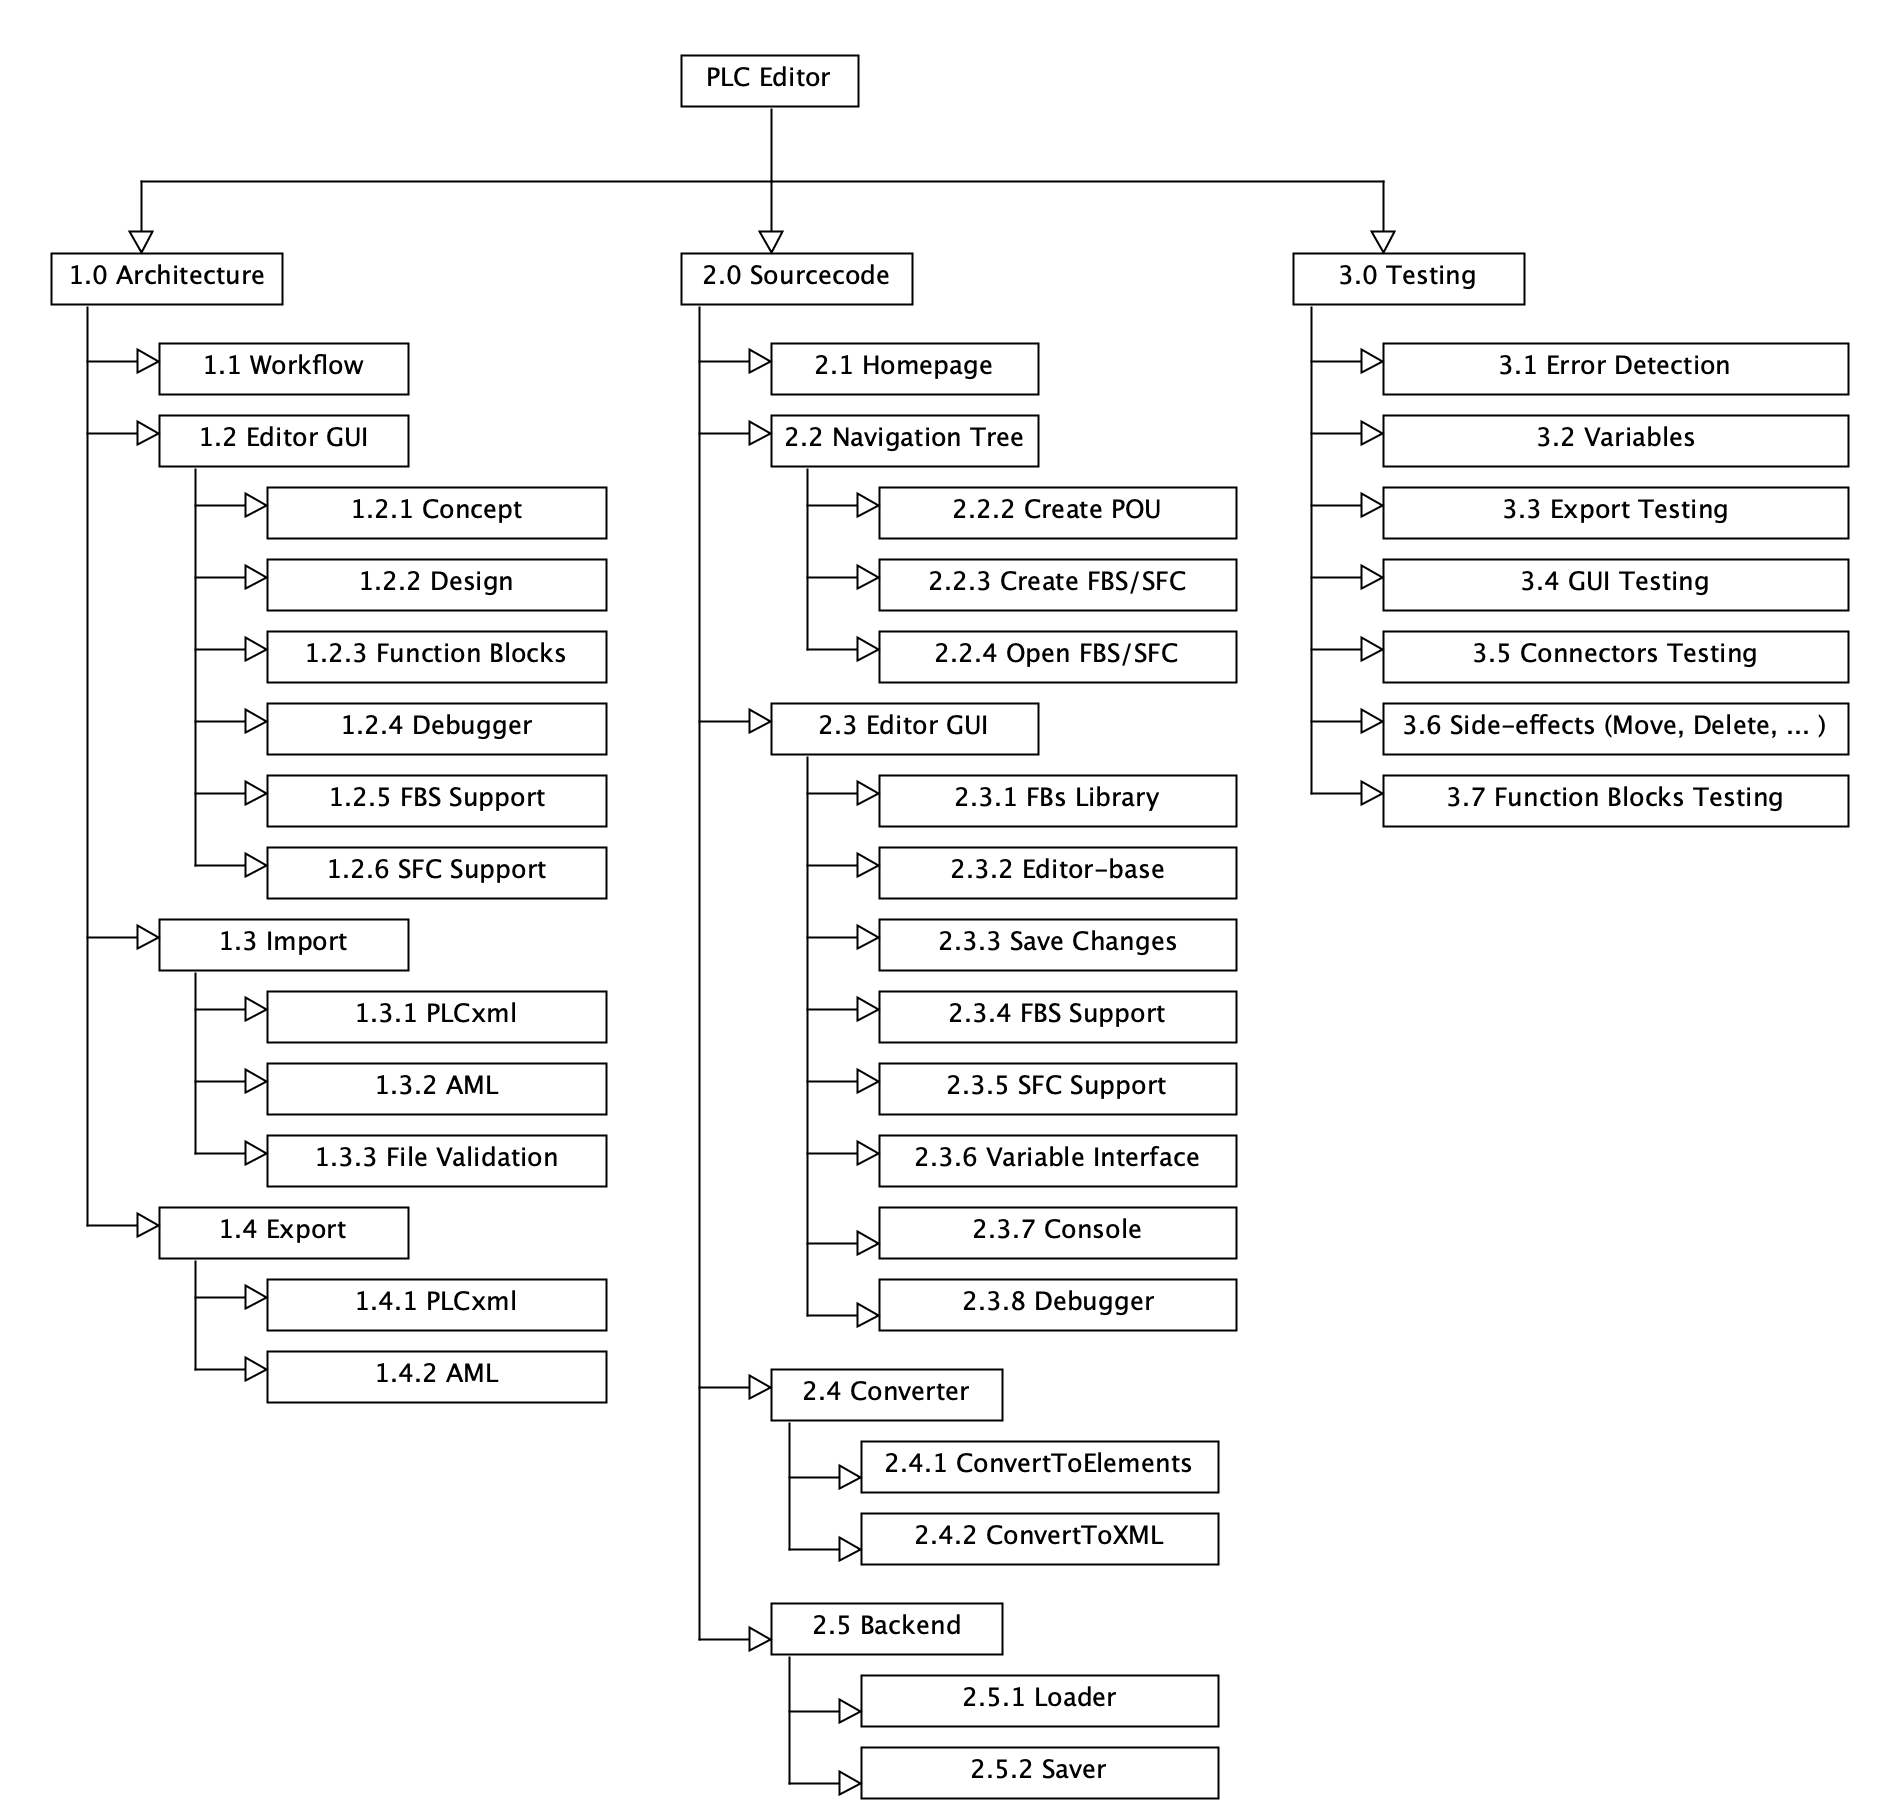 PLC Editor
1.0 Architecture
1.1 Workflow
1.2 Editor GUI
1.2.1 Concept
1.2.2 Design
1.2.3 Function Blocks
1.2.4 Debugger
1.2.5 FBS Support
1.2.6 SFC Support
1.3 Import
1.3.1 PLCxml
1.3.2 AML
1.3.3 File Validation
1.4 Export
1.4.1 PLCxml
1.4.2 AML
2.0 Sourcecode
2.1 Homepage
2.2 Navigation Tree
2.2.2 Create POU
2.2.3 Create FBS/SFC
2.2.4 Open FBS/SFC
2.3 Editor GUI
2.3.1 FBs Library
2.3.2 Editor-base
2.3.3 Save Changes
2.3.4 FBS Support
2.3.5 SFC Support
2.3.6 Variable Interface
2.3.7 Console
2.3.8 Debugger
2.4 Converter
2.4.1 ConvertToElements
2.4.2 ConvertToXML
2.5 Backend
2.5.1 Loader
2.5.2 Saver
3.0 Testing
3.1 Error Detection
3.2 Variables
3.3 Export Testing
3.4 GUI Testing
3.5 Connectors Testing
3.6 Side-effects (Move, Delete, ... )
3.7 Function Blocks Testing